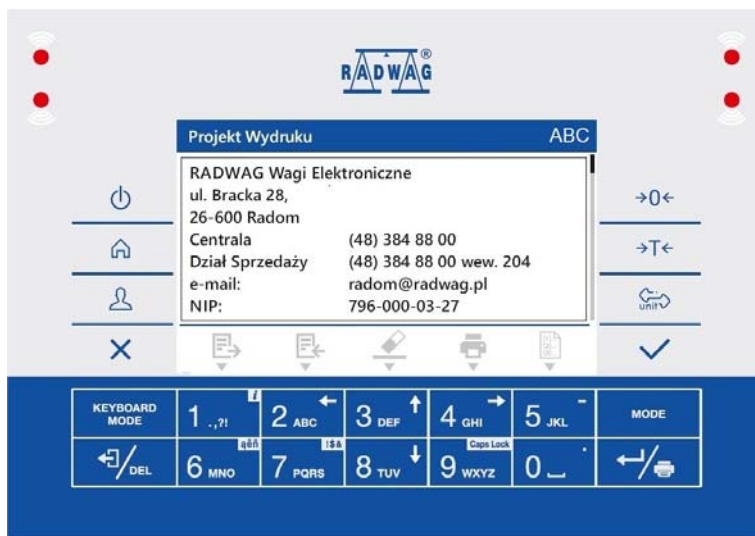 RADWAG®
Projekt Wydruku ABC
RADWAG Wagi Elektroniczne
ul. Bracka 28,
26-600 Radom
Centrala (48) 384 88 00
Dział Sprzedaży (48) 384 88 00 wew. 204
e-mail: radom@radwag.pl
NIP: 796-000-03-27
→0←
→T←
unit
KEYBOARD MODE
1 .,?! i
2 ABC
3 DEF
4 GHI
5 JKL -
MODE
/DEL
6 MNO ąёñ
7 PQRS !$&
8 TUV
9 WXYZ Caps Lock
0 .